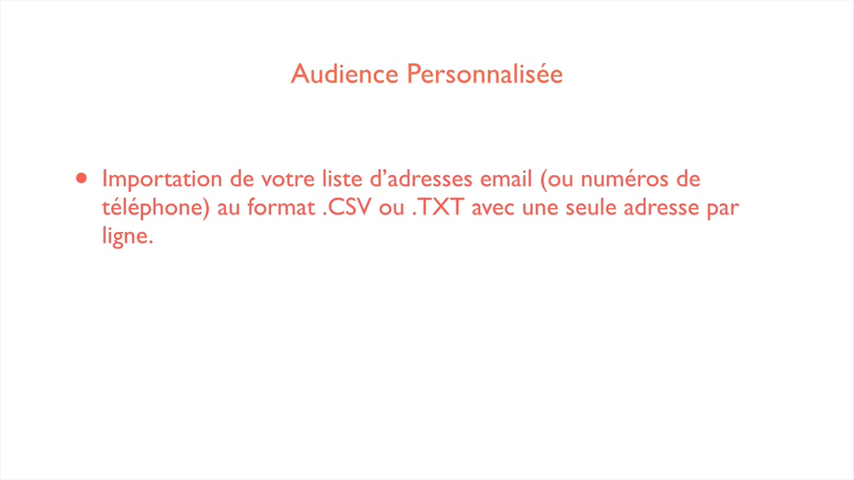 Audience Personnalisée
• Importation de votre liste d’adresses email (ou numéros de
téléphone) au format .CSV ou .TXT avec une seule adresse par
ligne.